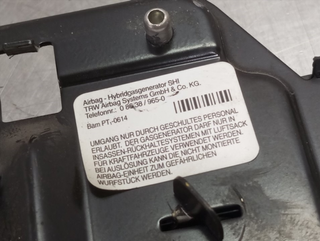 Airbag - Hybridgasgenerator SHI
TRW Airbag Systems GmbH & Co. KG.
Telefonnr.: 0 8638 / 965-0
Bam PT.-0614
UMGANG NUR DURCH GESCHULTES PERSONAL
ERLAUBT. DER GASGENERATOR DARF NUR IN
INSASSEN-RÜCKHALTESYSTEMEN MIT LUFTSACK
FÜR KRAFTFAHRZEUGE VERWENDET WERDEN.
BEI AUSLÖSUNG KANN DIE NICHT MONTIERTE
AIRBAG-EINHEIT ZUM GEFÄHRLICHEN
WURFSTÜCK WERDEN.